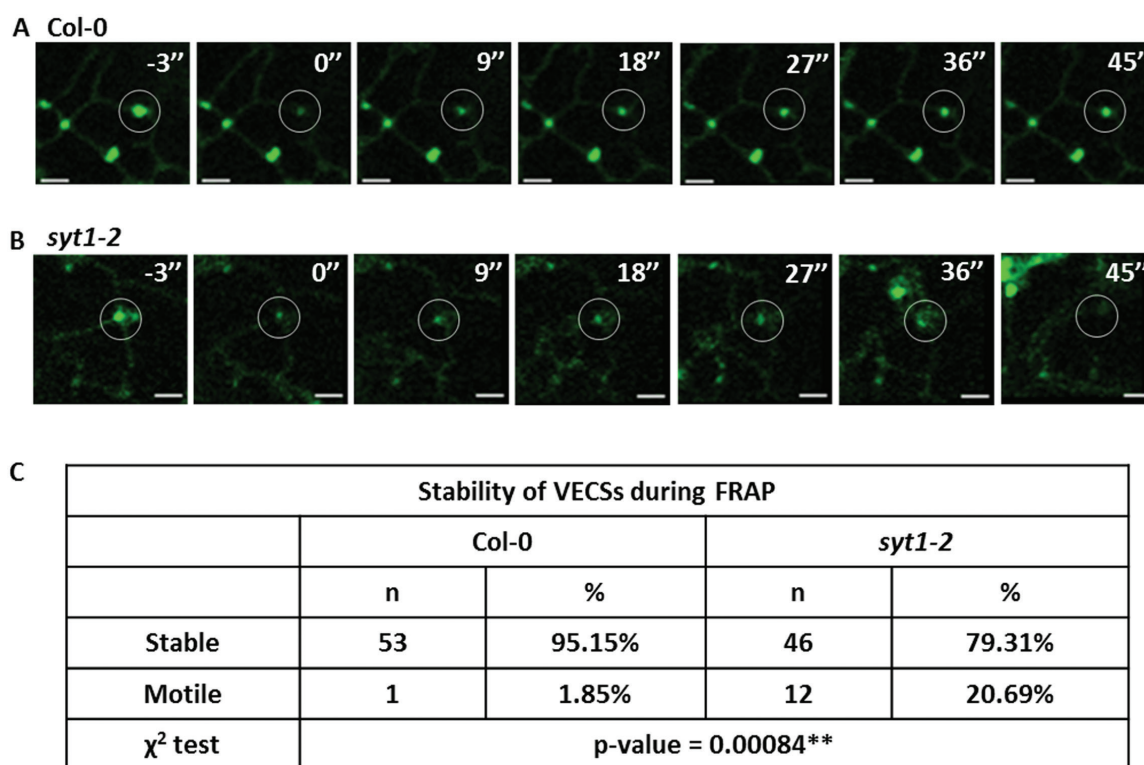 A Col-0
-3” 0” 9” 18” 27” 36” 45”
B syt1-2
-3” 0” 9” 18” 27” 36” 45”
C
Stability of VECSs during FRAP
Col-0 syt1-2
n % n %
Stable 53 95.15% 46 79.31%
Motile 1 1.85% 12 20.69%
χ² test p-value = 0.00084**